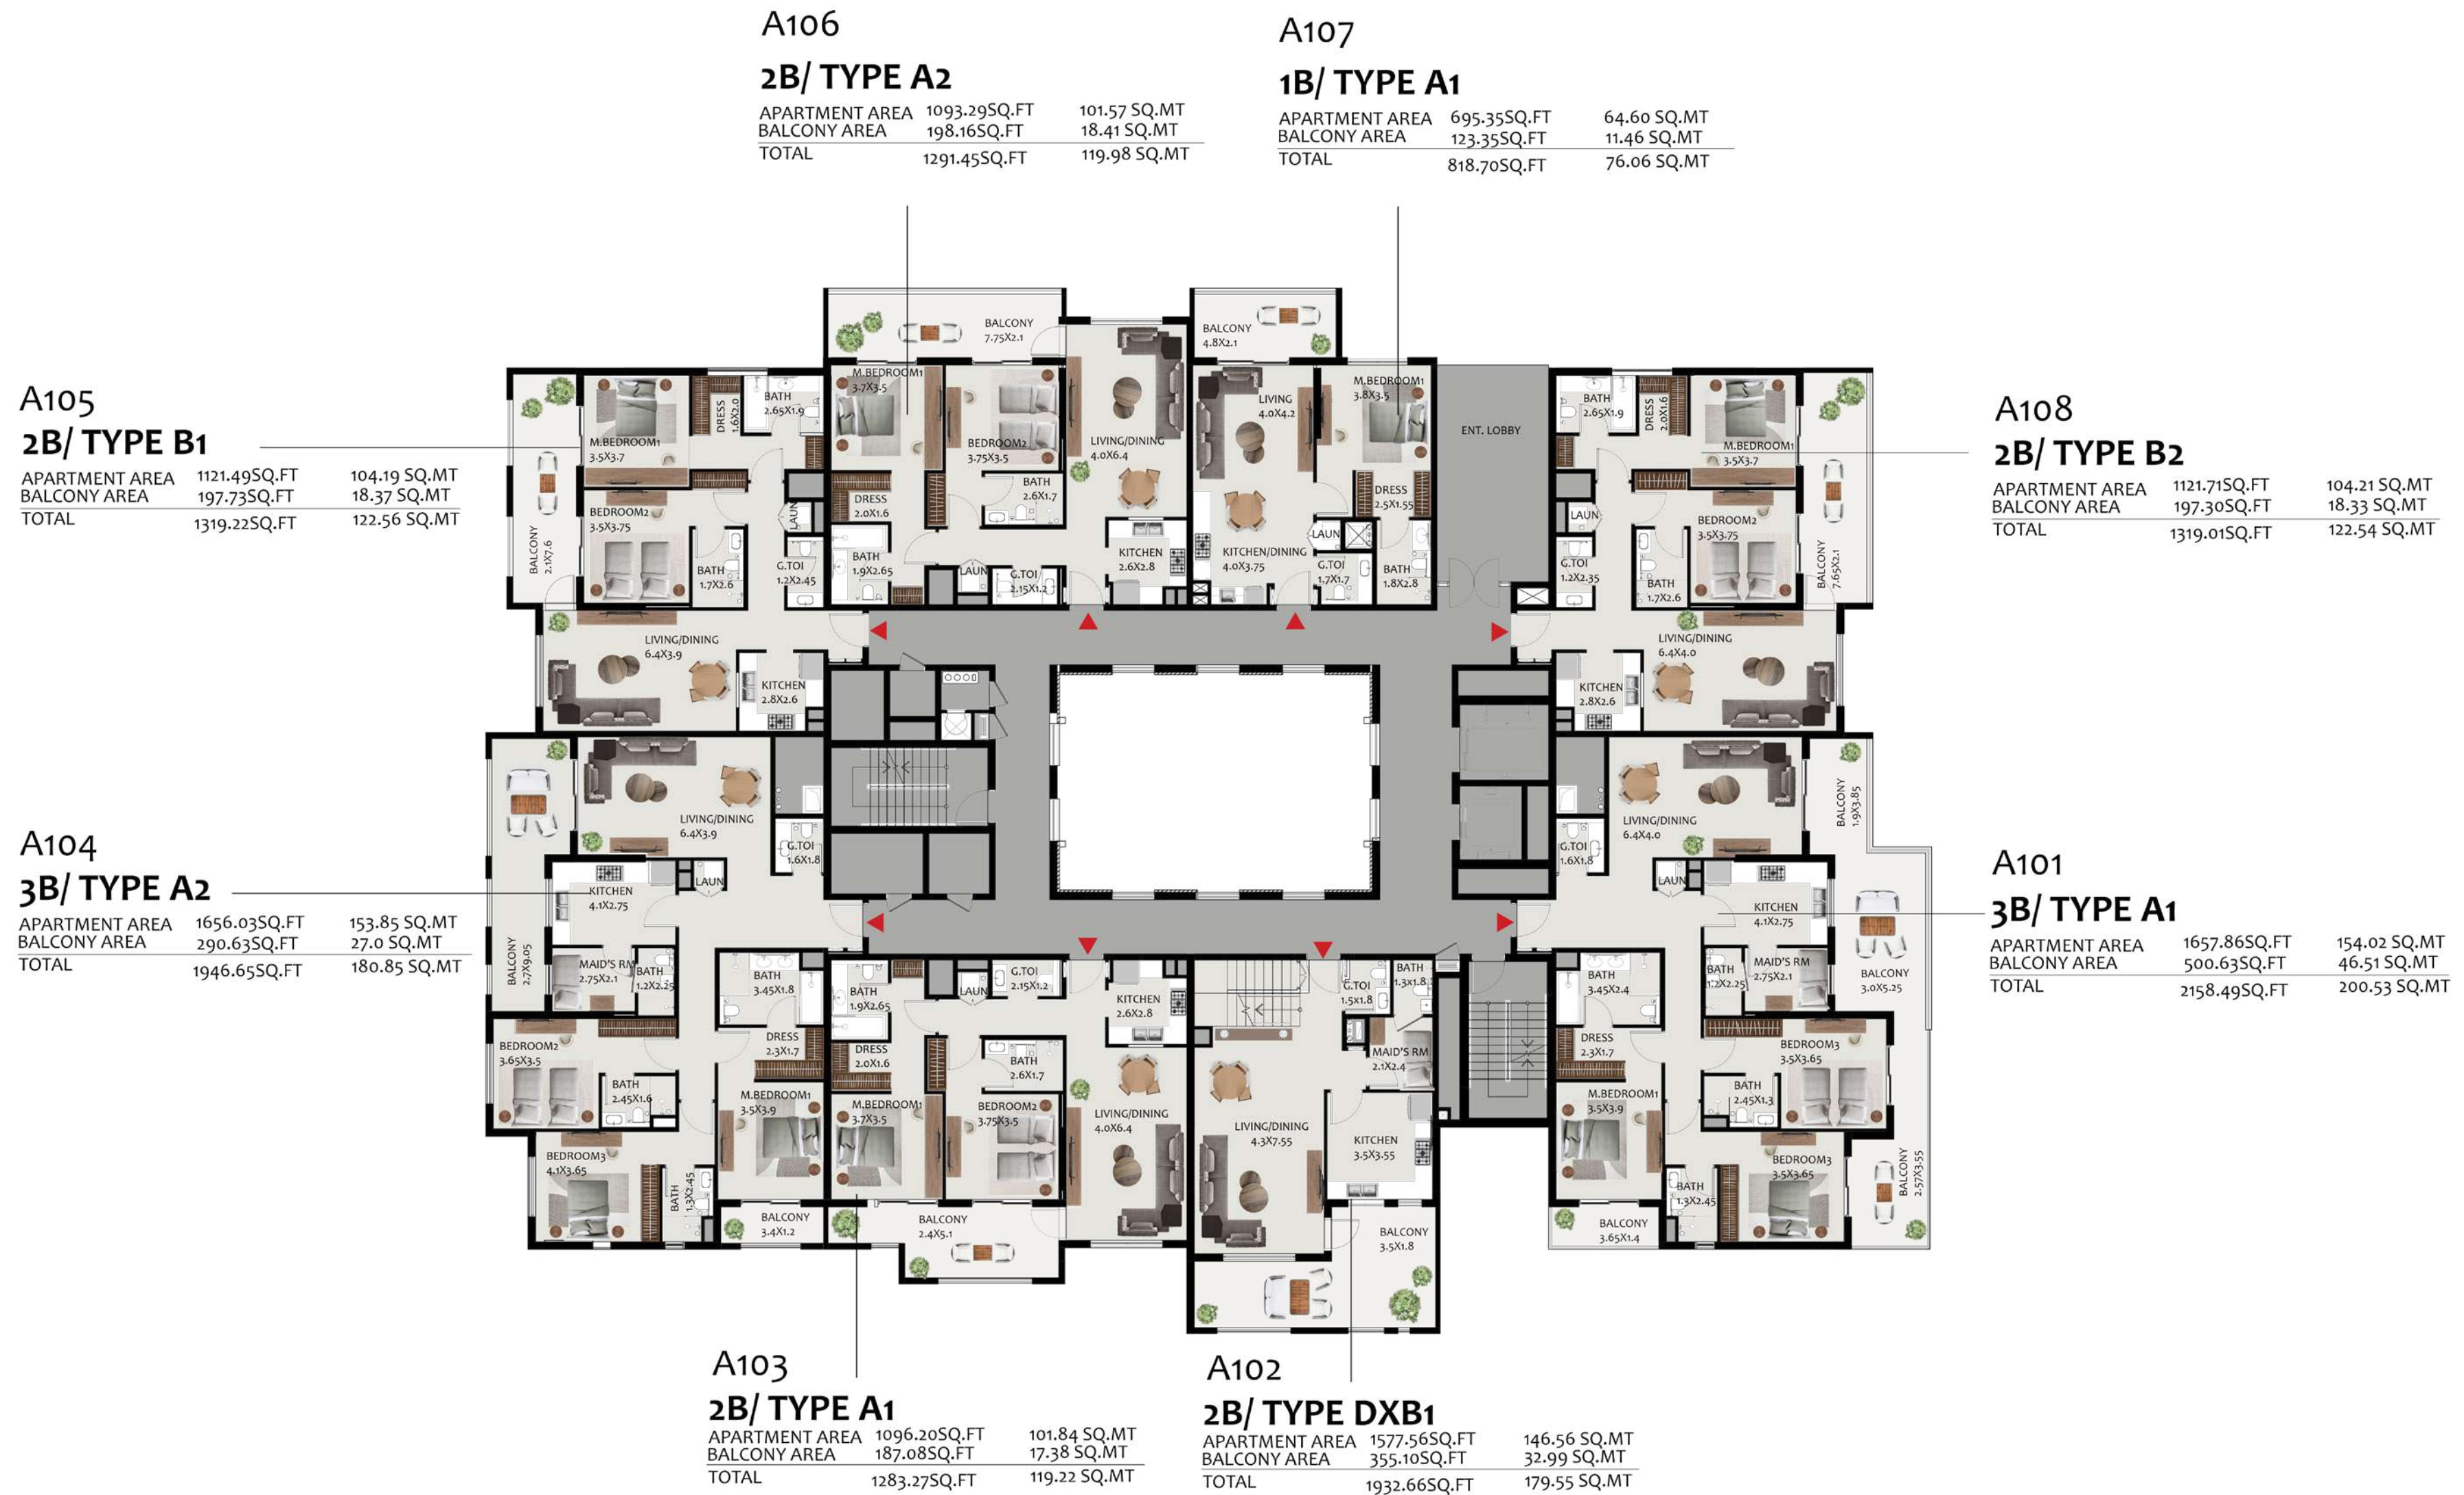 A106
2B/ TYPE A2
APARTMENT AREA 1093.29SQ.FT 101.57 SQ.MT
BALCONY AREA 198.16SQ.FT 18.41 SQ.MT
TOTAL 1291.45SQ.FT 119.98 SQ.MT
A107
1B/ TYPE A1
APARTMENT AREA 695.35SQ.FT 64.60 SQ.MT
BALCONY AREA 123.35SQ.FT 11.46 SQ.MT
TOTAL 818.70SQ.FT 76.06 SQ.MT
A105
2B/ TYPE B1
APARTMENT AREA 1121.49SQ.FT 104.19 SQ.MT
BALCONY AREA 197.73SQ.FT 18.37 SQ.MT
TOTAL 1319.22SQ.FT 122.56 SQ.MT
A108
2B/ TYPE B2
APARTMENT AREA 1121.71SQ.FT 104.21 SQ.MT
BALCONY AREA 197.30SQ.FT 18.33 SQ.MT
TOTAL 1319.01SQ.FT 122.54 SQ.MT
A104
3B/ TYPE A2
APARTMENT AREA 1656.03SQ.FT 153.85 SQ.MT
BALCONY AREA 290.63SQ.FT 27.0 SQ.MT
TOTAL 1946.65SQ.FT 180.85 SQ.MT
A101
3B/ TYPE A1
APARTMENT AREA 1657.86SQ.FT 154.02 SQ.MT
BALCONY AREA 500.63SQ.FT 46.51 SQ.MT
TOTAL 2158.49SQ.FT 200.53 SQ.MT
BALCONY
2.1X7.6
M.BEDROOM1
3.5X3.7
DRESS
1.6X2.0
BATH
2.65X1.9
BEDROOM2
3.5X3.75
BATH
1.7X2.6
LAUN
G.TOI
1.2X2.45
LIVING/DINING
6.4X3.9
KITCHEN
2.8X2.6
BALCONY
7.75X2.1
M.BEDROOM1
3.7X3.5
BEDROOM2
3.75X3.5
LIVING/DINING
4.0X6.4
DRESS
2.0X1.6
BATH
2.6X1.7
BATH
1.9X2.65
LAUN
G.TOI
2.15X1.2
KITCHEN
2.6X2.8
BALCONY
4.8X2.1
LIVING
4.0X4.2
M.BEDROOM1
3.8X3.5
DRESS
2.5X1.55
KITCHEN/DINING
4.0X3.75
LAUN
G.TOI
1.7X1.7
BATH
1.8X2.8
ENT. LOBBY
BATH
2.65X1.9
DRESS
2.0X1.6
M.BEDROOM1
3.5X3.7
LAUN
BEDROOM2
3.5X3.75
G.TOI
1.2X2.35
BATH
1.7X2.6
BALCONY
7.65X2.1
LIVING/DINING
6.4X4.0
KITCHEN
2.8X2.6
LIVING/DINING
6.4X3.9
G.TOI
1.6X1.8
KITCHEN
4.1X2.75
LAUN
BALCONY
2.7X9.05
MAID'S RM
2.75X2.1
BATH
1.2X2.25
BATH
3.45X1.8
BEDROOM2
3.65X3.5
DRESS
2.3X1.7
BATH
2.45X1.6
M.BEDROOM1
3.5X3.9
BEDROOM3
4.1X3.65
BATH
1.3X2.45
BALCONY
3.4X1.2
BATH
1.9X2.65
LAUN
G.TOI
2.15X1.2
KITCHEN
2.6X2.8
DRESS
2.0X1.6
BATH
2.6X1.7
M.BEDROOM1
3.7X3.5
BEDROOM2
3.75X3.5
LIVING/DINING
4.0X6.4
BALCONY
2.4X5.1
G.TOI
1.5X1.8
BATH
1.3X1.8
MAID'S RM
2.1X2.4
LIVING/DINING
4.3X7.55
KITCHEN
3.5X3.55
BALCONY
3.5X1.8
LIVING/DINING
6.4X4.0
BALCONY
1.9X3.85
G.TOI
1.6X1.8
LAUN
KITCHEN
4.1X2.75
BATH
3.45X2.4
BATH
1.2X2.25
MAID'S RM
2.75X2.1
BALCONY
3.0X5.25
DRESS
2.3X1.7
BEDROOM3
3.5X3.65
BATH
2.45X1.3
M.BEDROOM1
3.5X3.9
BEDROOM3
3.5X3.65
BATH
1.3X2.45
BALCONY
2.57X3.55
BALCONY
3.65X1.4
A103
2B/ TYPE A1
APARTMENT AREA 1096.20SQ.FT 101.84 SQ.MT
BALCONY AREA 187.08SQ.FT 17.38 SQ.MT
TOTAL 1283.27SQ.FT 119.22 SQ.MT
A102
2B/ TYPE DXB1
APARTMENT AREA 1577.56SQ.FT 146.56 SQ.MT
BALCONY AREA 355.10SQ.FT 32.99 SQ.MT
TOTAL 1932.66SQ.FT 179.55 SQ.MT